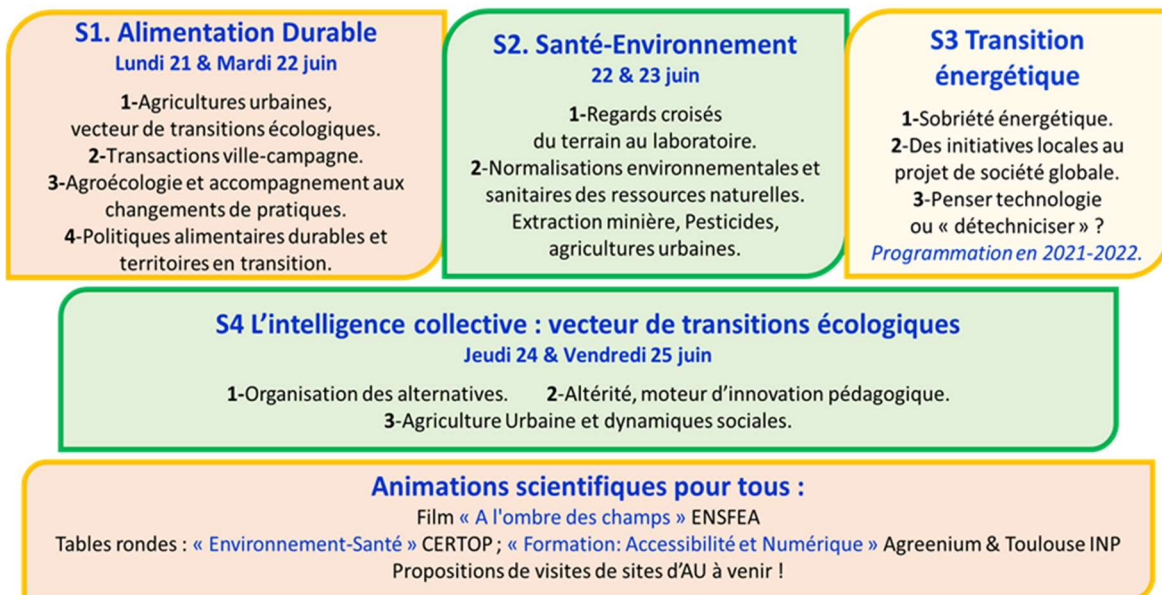 S1. Alimentation Durable
Lundi 21 & Mardi 22 juin
1-Agricultures urbaines,
vecteur de transitions écologiques.
2-Transactions ville-campagne.
3-Agroécologie et accompagnement aux
changements de pratiques.
4-Politiques alimentaires durables et
territoires en transition.
S2. Santé-Environnement
22 & 23 juin
1-Regards croisés
du terrain au laboratoire.
2-Normalisations environnementales et
sanitaires des ressources naturelles.
Extraction minière, Pesticides,
agricultures urbaines.
S3 Transition
énergétique
1-Sobriété énergétique.
2-Des initiatives locales au
projet de société globale.
3-Penser technologie
ou « détechniciser » ?
Programmation en 2021-2022.
S4 L'intelligence collective : vecteur de transitions écologiques
Jeudi 24 & Vendredi 25 juin
1-Organisation des alternatives. 2-Altérité, moteur d'innovation pédagogique.
3-Agriculture Urbaine et dynamiques sociales.
Animations scientifiques pour tous :
Film « A l'ombre des champs » ENSFEA
Tables rondes : « Environnement-Santé » CERTOP ; « Formation: Accessibilité et Numérique » Agreenium & Toulouse INP
Propositions de visites de sites d'AU à venir !